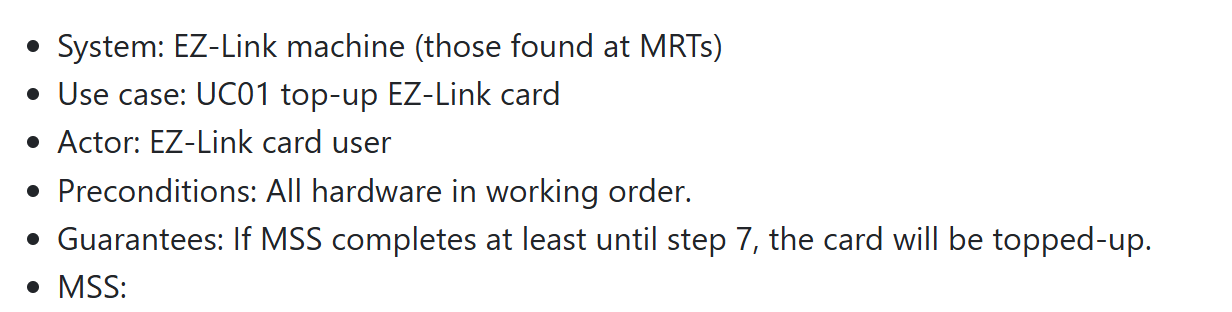 • System: EZ-Link machine (those found at MRTs)
• Use case: UC01 top-up EZ-Link card
• Actor: EZ-Link card user
• Preconditions: All hardware in working order.
• Guarantees: If MSS completes at least until step 7, the card will be topped-up.
• MSS: